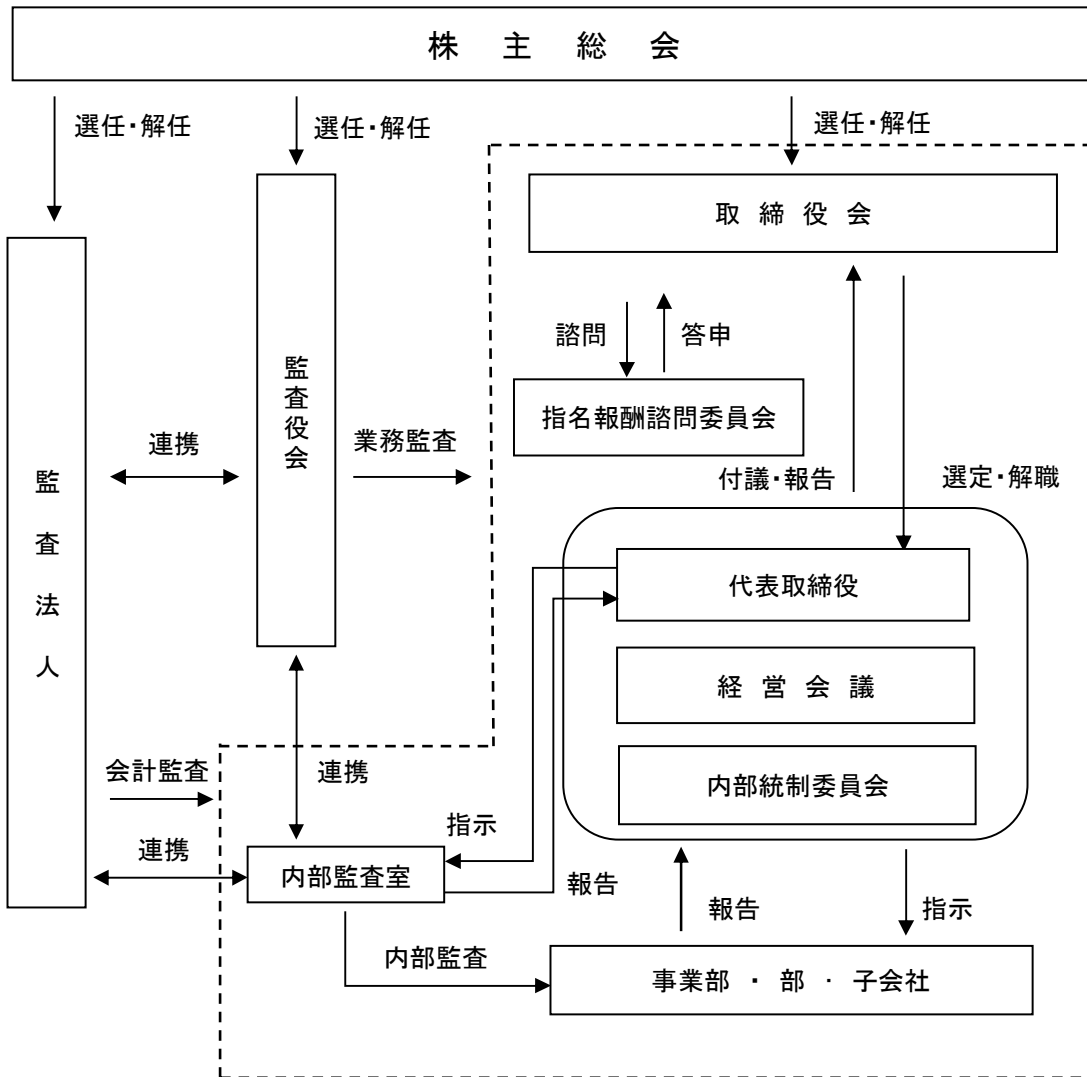 株主総会
選任・解任
選任・解任
選任・解任
取締役会
諮問
答申
監査役会
指名報酬諮問委員会
連携
業務監査
付議・報告
選定・解職
監査法人
代表取締役
経営会議
会計監査
連携
内部統制委員会
指示
連携
内部監査室
報告
報告
指示
内部監査
事業部・部・子会社